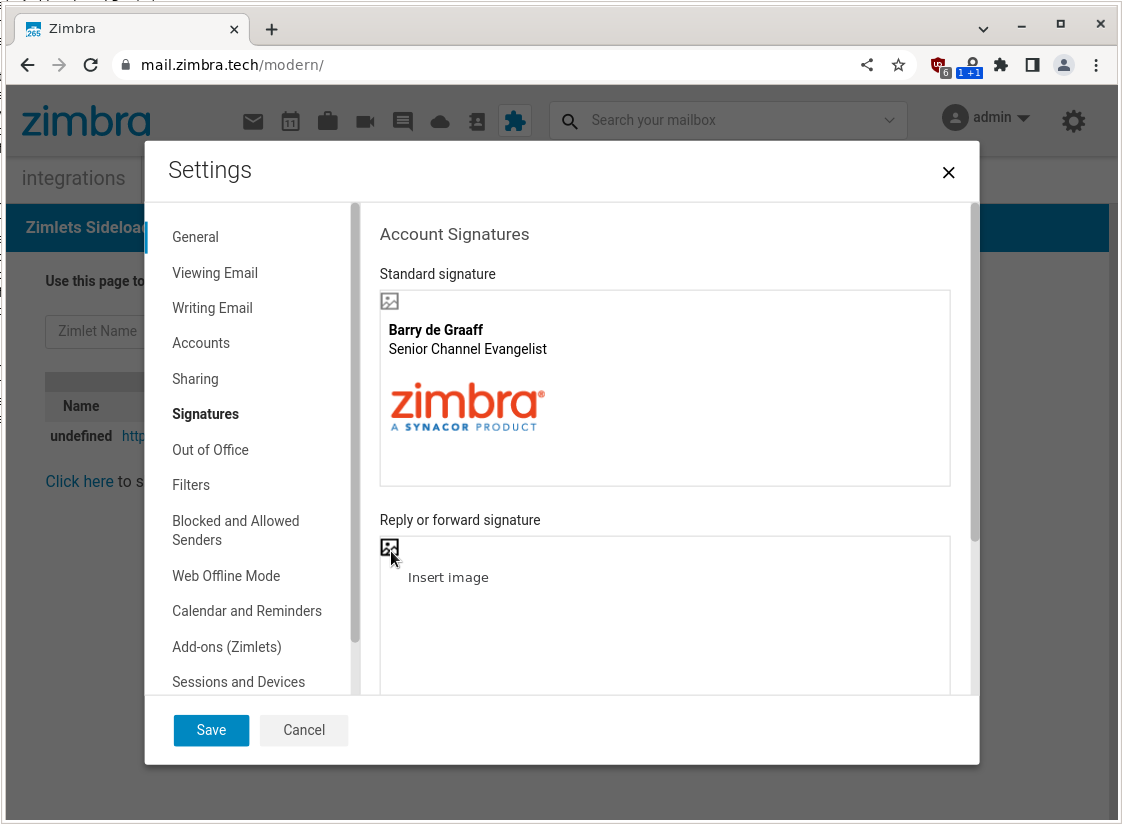 Zimbra
265
mail.zimbra.tech/modern/
6
1 +1
zimbra
11
Search your mailbox
admin
integrations
Zimlets Sideloa
Use this page to
Zimlet Name
Name
undefined http
Click here to s
Settings
General
Viewing Email
Writing Email
Accounts
Sharing
Signatures
Out of Office
Filters
Blocked and Allowed
Senders
Web Offline Mode
Calendar and Reminders
Add-ons (Zimlets)
Sessions and Devices
Account Signatures
Standard signature
Barry de Graaff
Senior Channel Evangelist
zimbra®
A SYNACOR PRODUCT
Reply or forward signature
Insert image
Save
Cancel